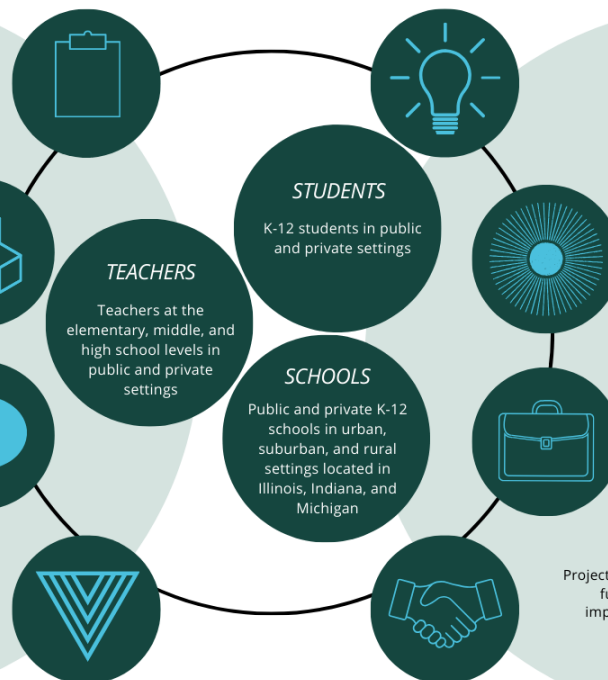 STUDENTS
K-12 students in public
and private settings
TEACHERS
Teachers at the
elementary, middle, and
high school levels in
public and private
settings
SCHOOLS
Public and private K-12
schools in urban,
suburban, and rural
settings located in
Illinois, Indiana, and
Michigan
Project